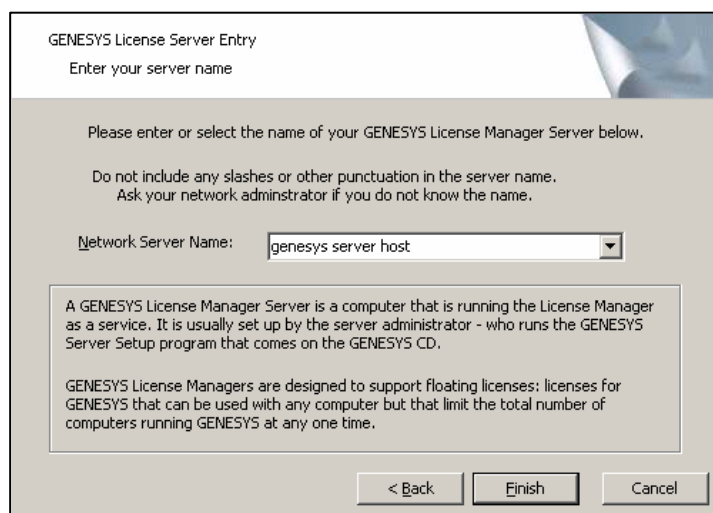 GENESYS License Server Entry
Enter your server name
Please enter or select the name of your GENESYS License Manager Server below.
Do not include any slashes or other punctuation in the server name.
Ask your network adminstrator if you do not know the name.
Network Server Name:
genesys server host
A GENESYS License Manager Server is a computer that is running the License Manager
as a service. It is usually set up by the server administrator - who runs the GENESYS
Server Setup program that comes on the GENESYS CD.
GENESYS License Managers are designed to support floating licenses: licenses for
GENESYS that can be used with any computer but that limit the total number of
computers running GENESYS at any one time.
< Back
Finish
Cancel